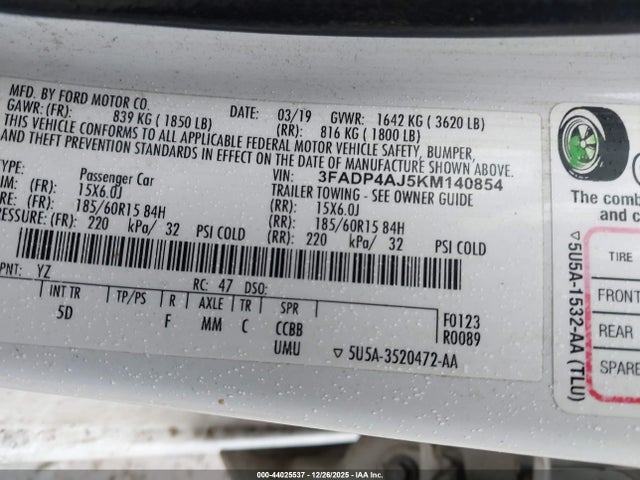 MFD. BY FORD MOTOR CO.
DATE: 03/19 GVWR: 1642 KG ( 3620 LB)
GAWR: (FR): 839 KG ( 1850 LB) (RR): 816 KG ( 1800 LB)
THIS VEHICLE CONFORMS TO ALL APPLICABLE FEDERAL MOTOR VEHICLE SAFETY, BUMPER,
AND THEFT PREVENTION STANDARDS IN EFFECT ON THE DATE OF MANUFACTURE SHOWN ABOVE.
VIN: 3FADP4AJ5KM140854
TYPE: Passenger Car TRAILER TOWING - SEE OWNER GUIDE
RIM: (FR) 15X6.0J (RR): 15X6.0J
(FR) 185/60R15 84H (RR): 185/60R15 84H
PRESSURE: (FR) 220 kPa/ 32 PSI COLD (RR): 220 kPa/ 32 PSI COLD
PNT: YZ RC: 47 DSO:
INT TR TP/PS R AXLE TR SPR
5D F MM C CCBB
UMU
F0123
R0089
▽ 5U5A-3520472-AA
The comb
and c
TIRE
FRONT
REAR
SPARE
▽ 5U5A-1532-AA (TLU)
000-44025537 - 12/26/2025 - IAA Inc.